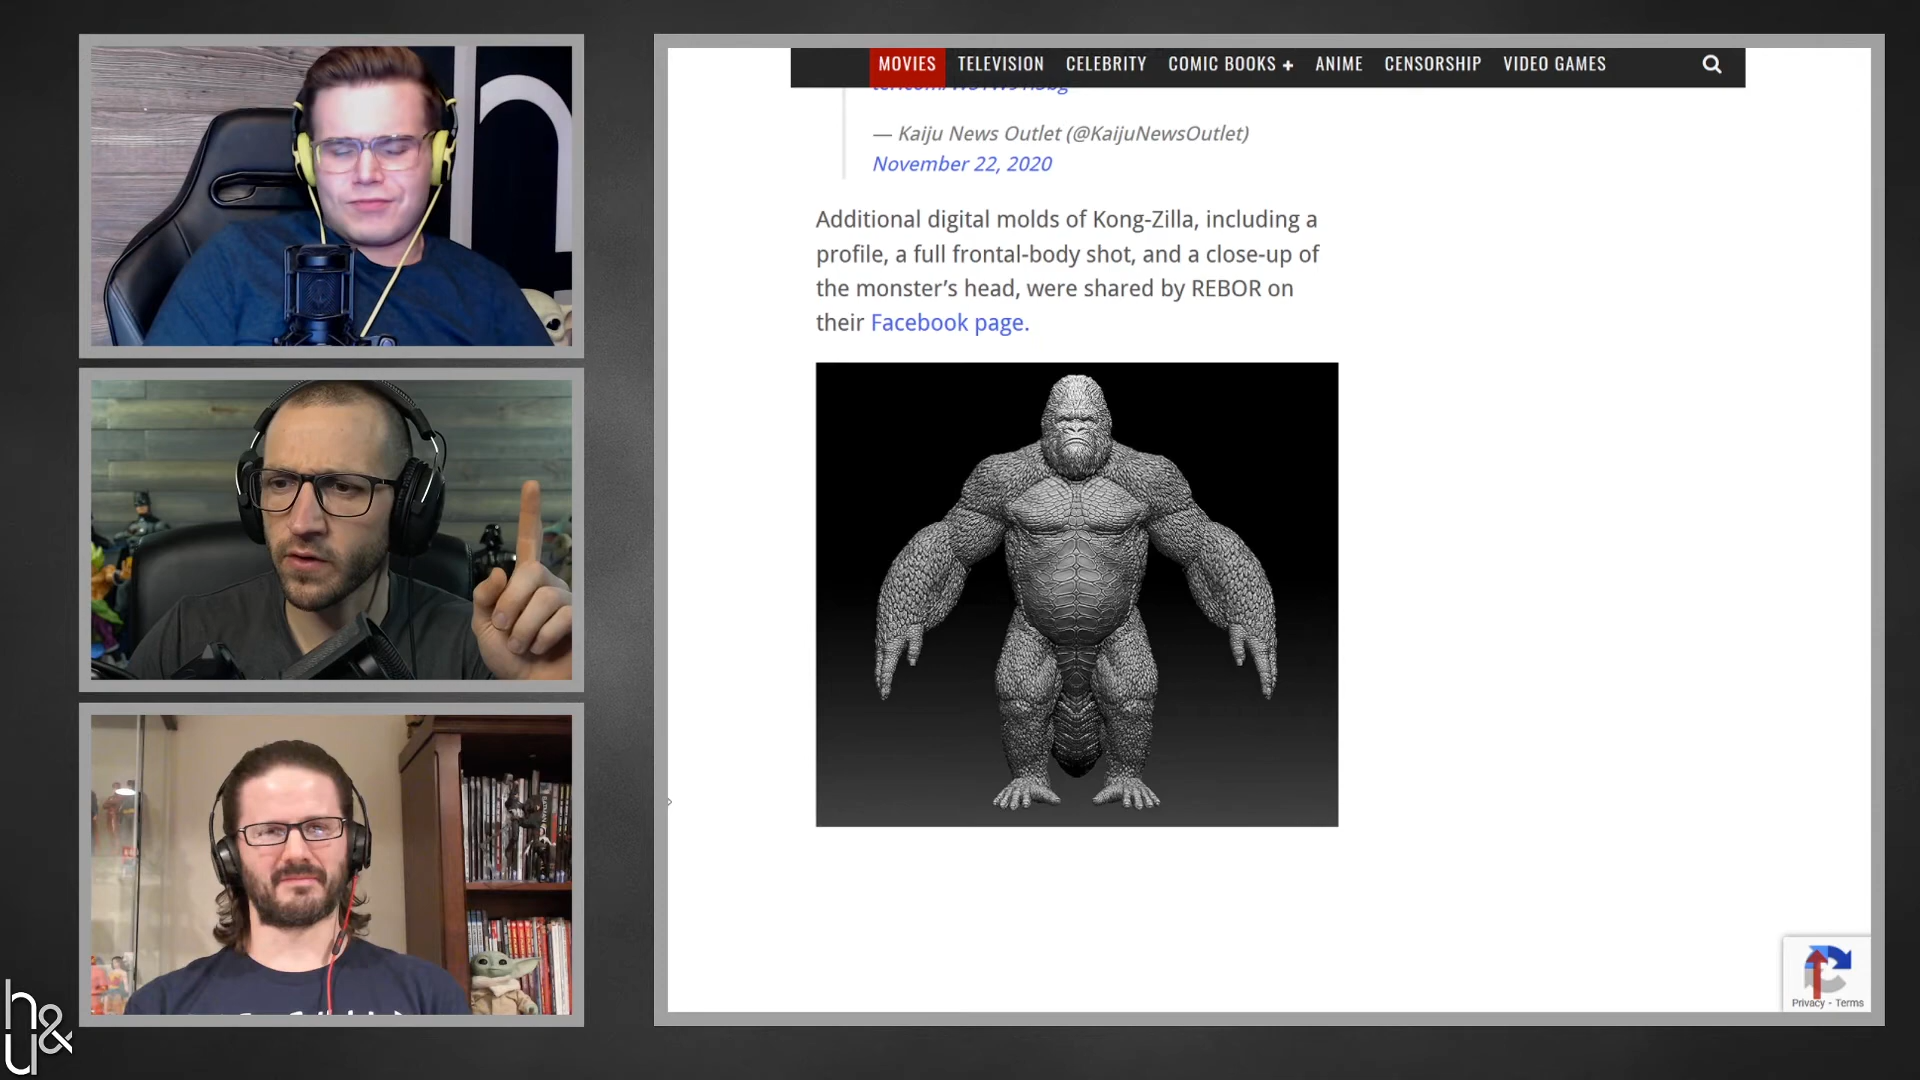 MOVIES TELEVISION CELEBRITY COMIC BOOKS + ANIME CENSORSHIP VIDEO GAMES
— Kaiju News Outlet (@KaijuNewsOutlet)
November 22, 2020
Additional digital molds of Kong-Zilla, including a
profile, a full frontal-body shot, and a close-up of
the monster’s head, were shared by REBOR on
their Facebook page.
Privacy - Terms
h&u